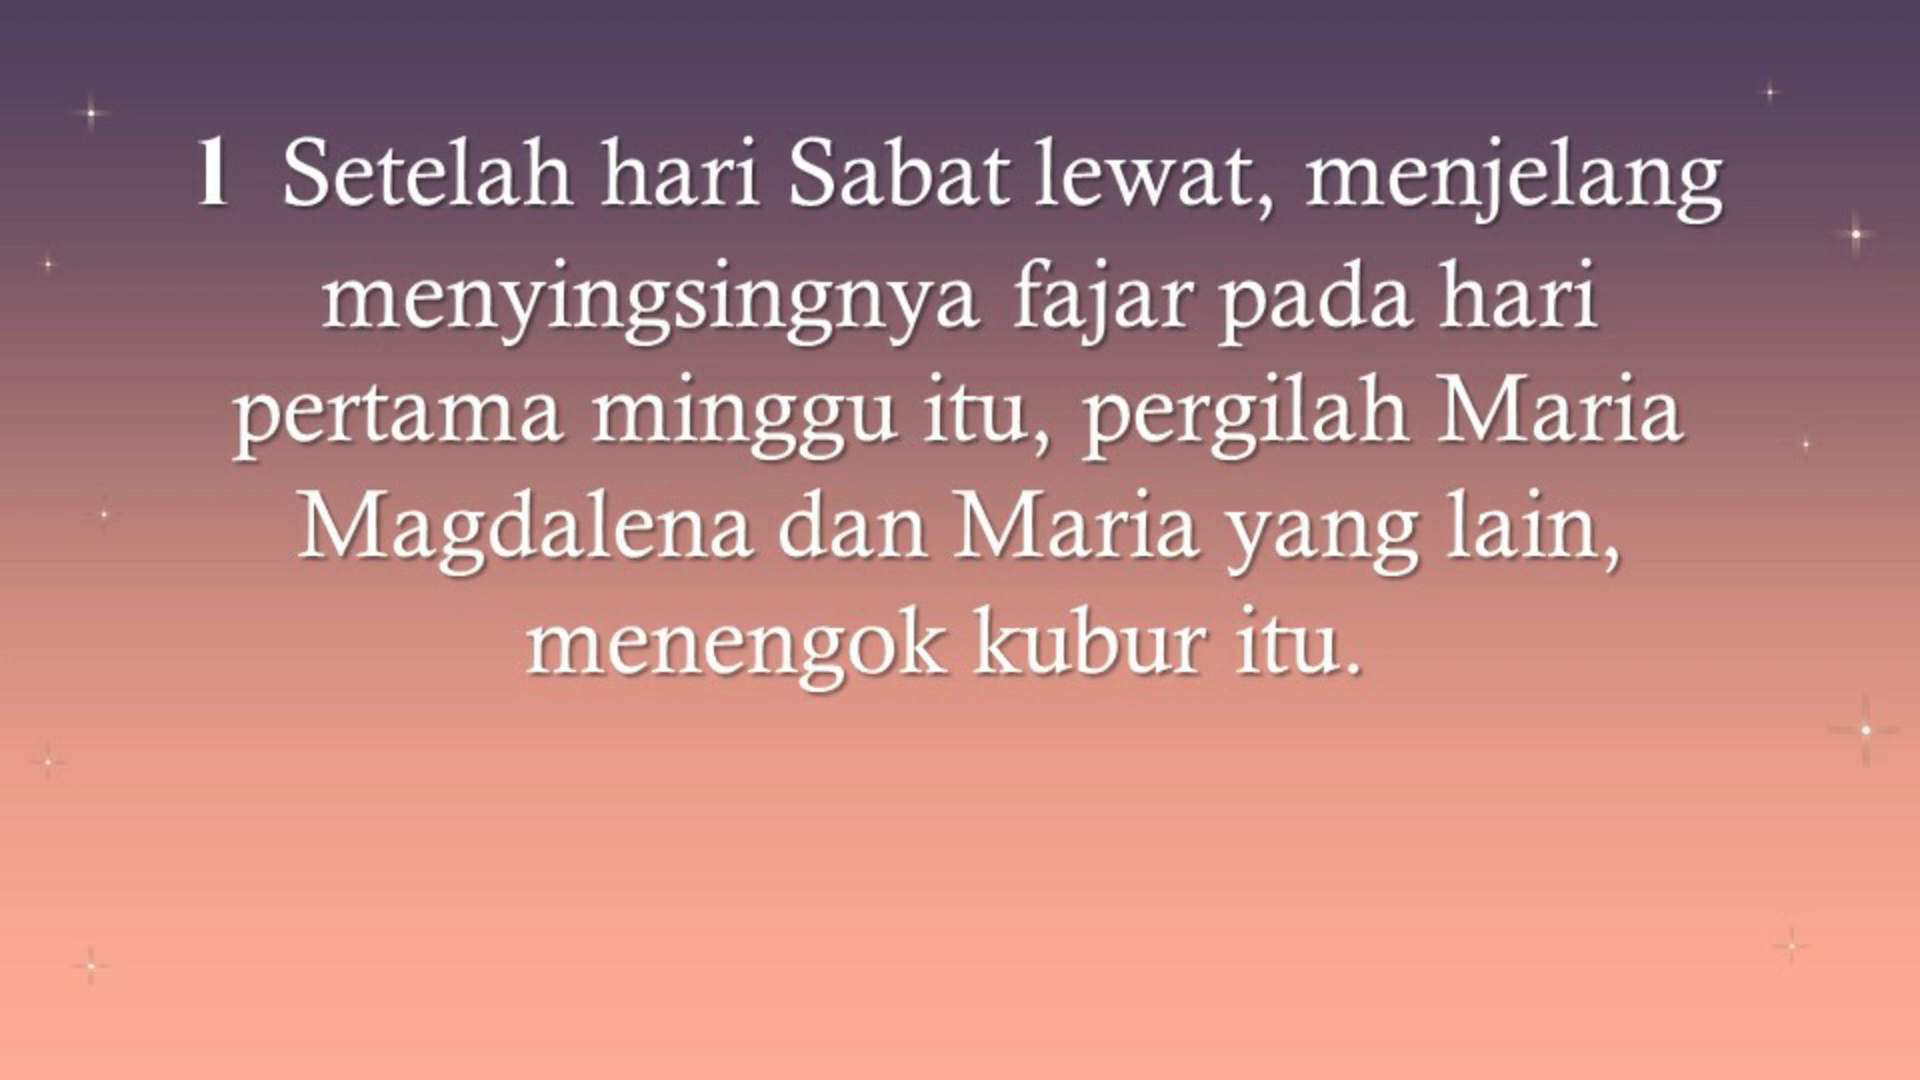 1 Setelah hari Sabat lewat, menjelang
menyingsingnya fajar pada hari
pertama minggu itu, pergilah Maria
Magdalena dan Maria yang lain,
menengok kubur itu.